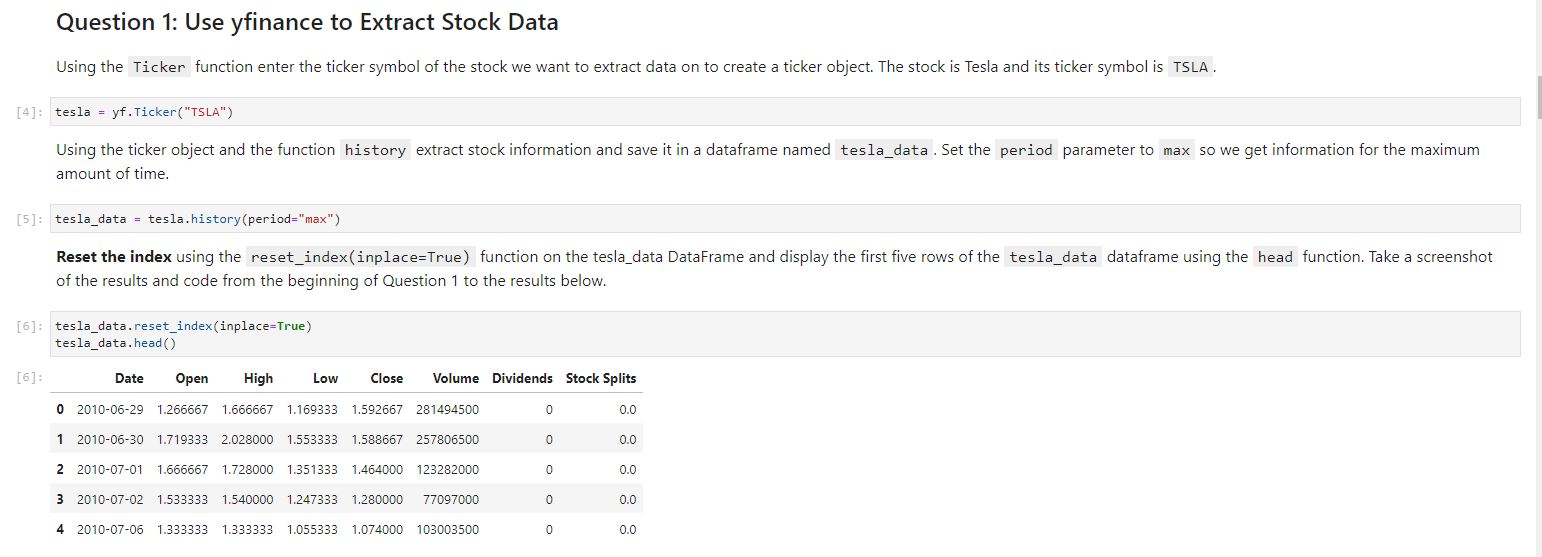 Question 1: Use yfinance to Extract Stock Data
Using the Ticker function enter the ticker symbol of the stock we want to extract data on to create a ticker object. The stock is Tesla and its ticker symbol is TSLA .
[4]: tesla = yf.Ticker("TSLA")
Using the ticker object and the function history extract stock information and save it in a dataframe named tesla_data . Set the period parameter to max so we get information for the maximum
amount of time.
[5]: tesla_data = tesla.history(period="max")
Reset the index using the reset_index(inplace=True) function on the tesla_data DataFrame and display the first five rows of the tesla_data dataframe using the head function. Take a screenshot
of the results and code from the beginning of Question 1 to the results below.
[6]: tesla_data.reset_index(inplace=True)
tesla_data.head()
[6]: Date Open High Low Close Volume Dividends Stock Splits
0 2010-06-29 1.266667 1.666667 1.169333 1.592667 281494500 0 0.0
1 2010-06-30 1.719333 2.028000 1.553333 1.588667 257806500 0 0.0
2 2010-07-01 1.666667 1.728000 1.351333 1.464000 123282000 0 0.0
3 2010-07-02 1.533333 1.540000 1.247333 1.280000 77097000 0 0.0
4 2010-07-06 1.333333 1.333333 1.055333 1.074000 103003500 0 0.0